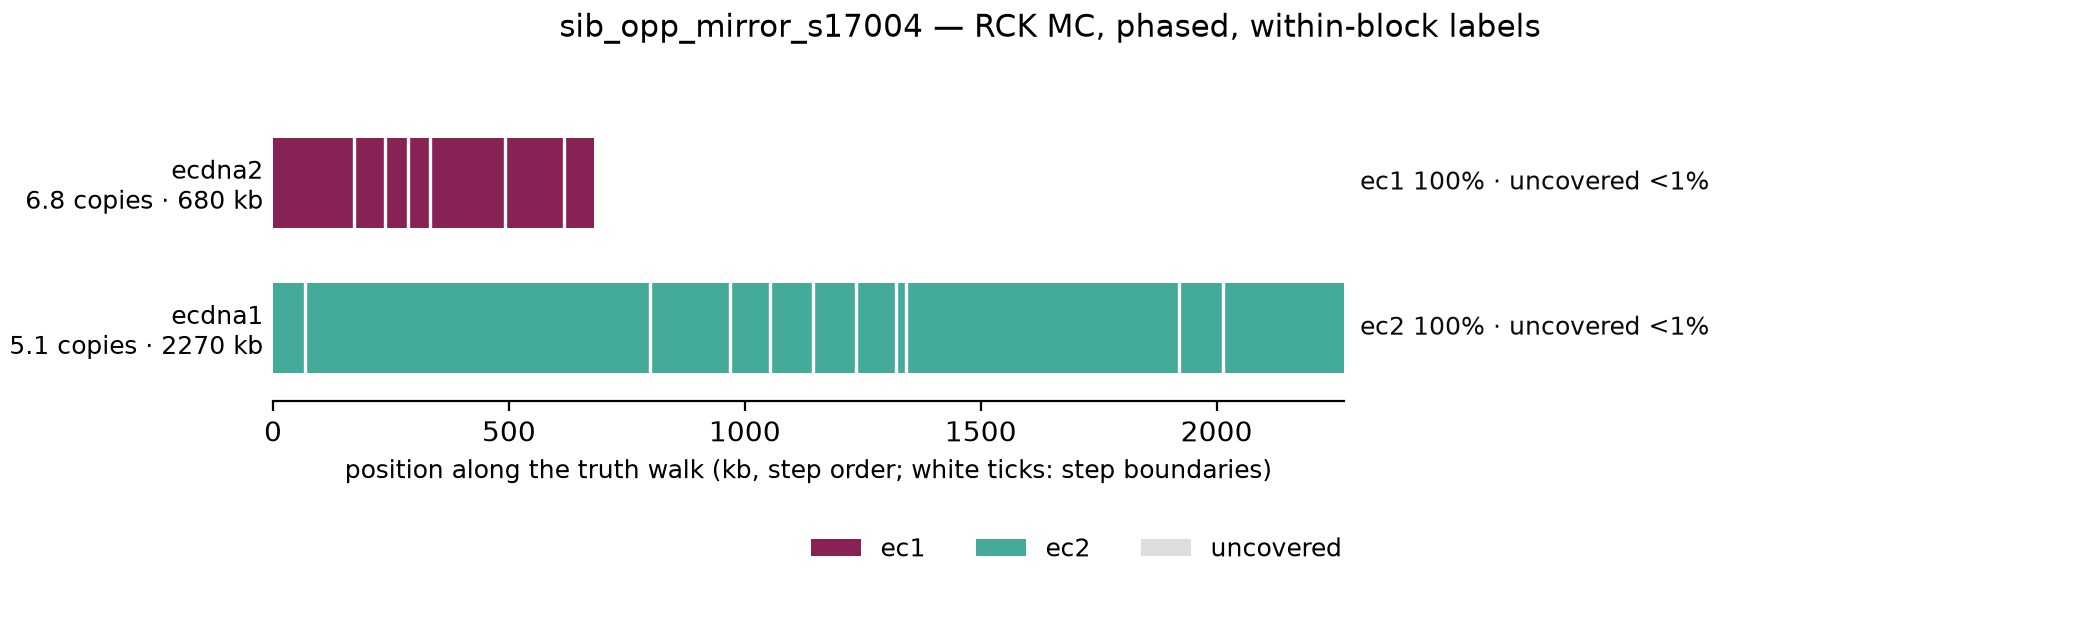 sib_opp_mirror_s17004 — RCK MC, phased, within-block labels
ecdna2
6.8 copies · 680 kb
ec1 100% · uncovered <1%
ecdna1
5.1 copies · 2270 kb
ec2 100% · uncovered <1%
0 500 1000 1500 2000
position along the truth walk (kb, step order; white ticks: step boundaries)
ec1 ec2 uncovered